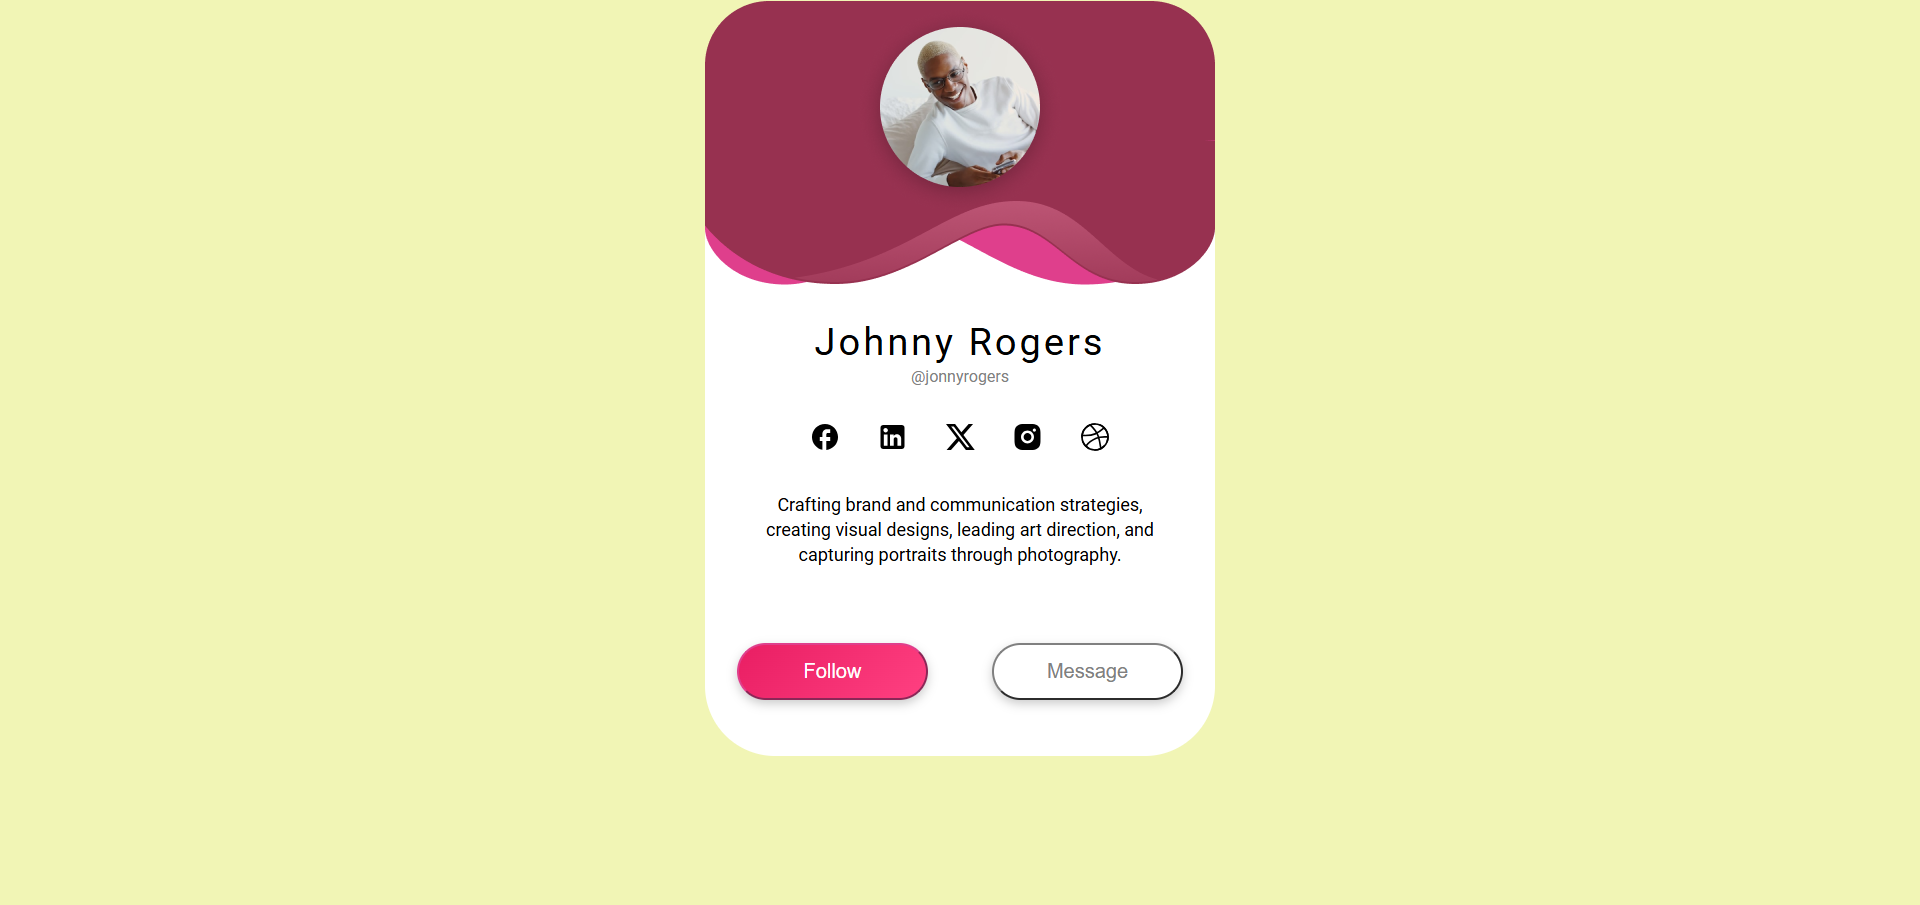 Johnny Rogers
@jonnyrogers
Crafting brand and communication strategies,
creating visual designs, leading art direction, and
capturing portraits through photography.
Follow
Message